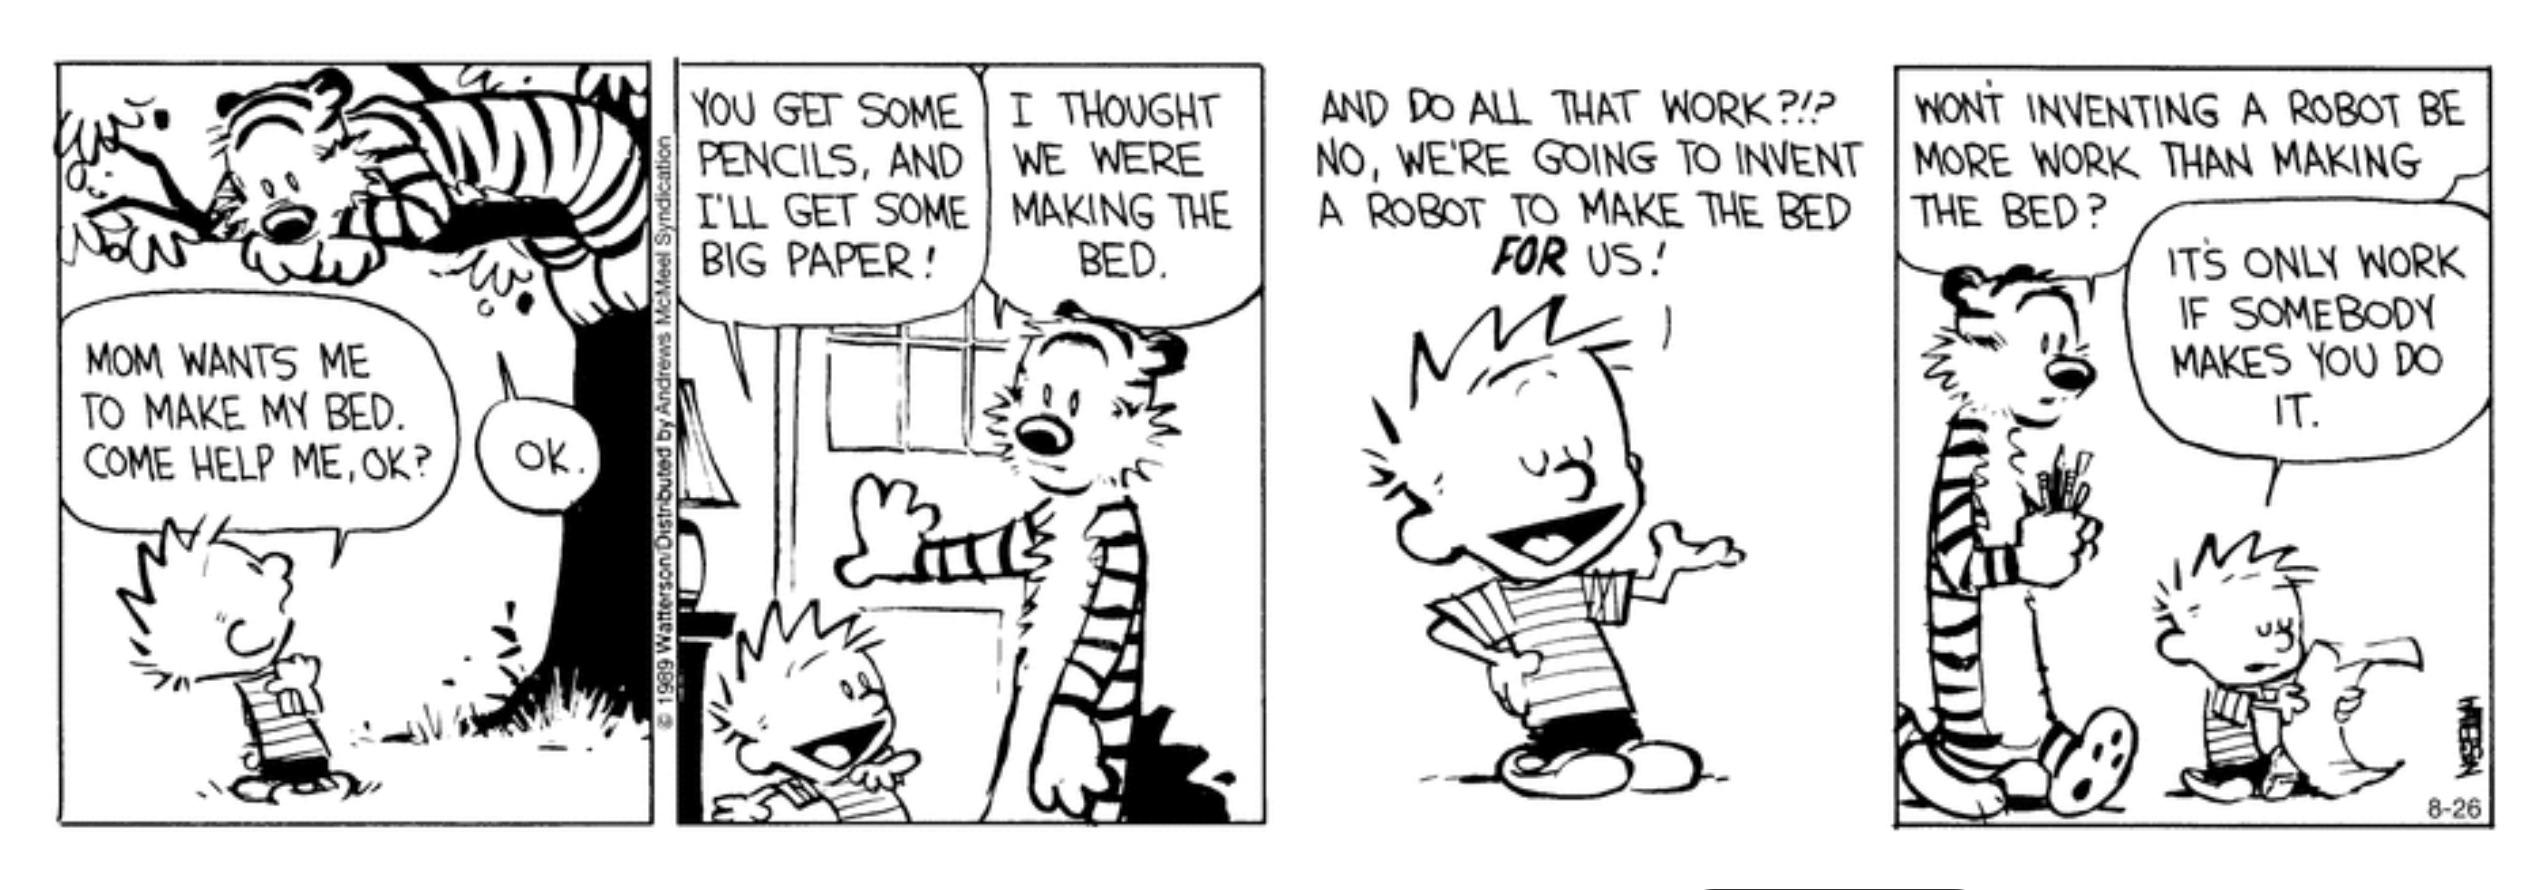 MOM WANTS ME
TO MAKE MY BED.
COME HELP ME, OK?
OK.
© 1989 Watterson/Distributed by Andrews McMeel Syndication
YOU GET SOME
PENCILS, AND
I'LL GET SOME
BIG PAPER!
I THOUGHT
WE WERE
MAKING THE
BED.
AND DO ALL THAT WORK?!?
NO, WE'RE GOING TO INVENT
A ROBOT TO MAKE THE BED
FOR US!
WON'T INVENTING A ROBOT BE
MORE WORK THAN MAKING
THE BED?
IT'S ONLY WORK
IF SOMEBODY
MAKES YOU DO
IT.
WATTERSON
8-26